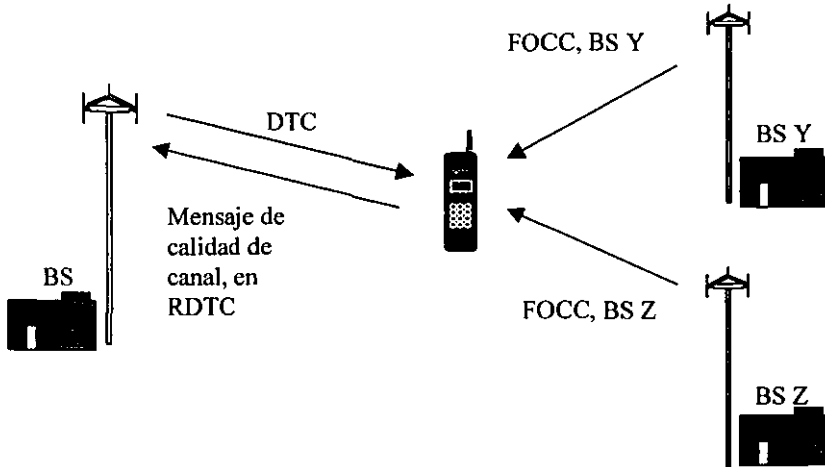 FOCC, BS Y
DTC
BS Y
Mensaje de
calidad de
canal, en
RDTC
BS
FOCC, BS Z
BS Z